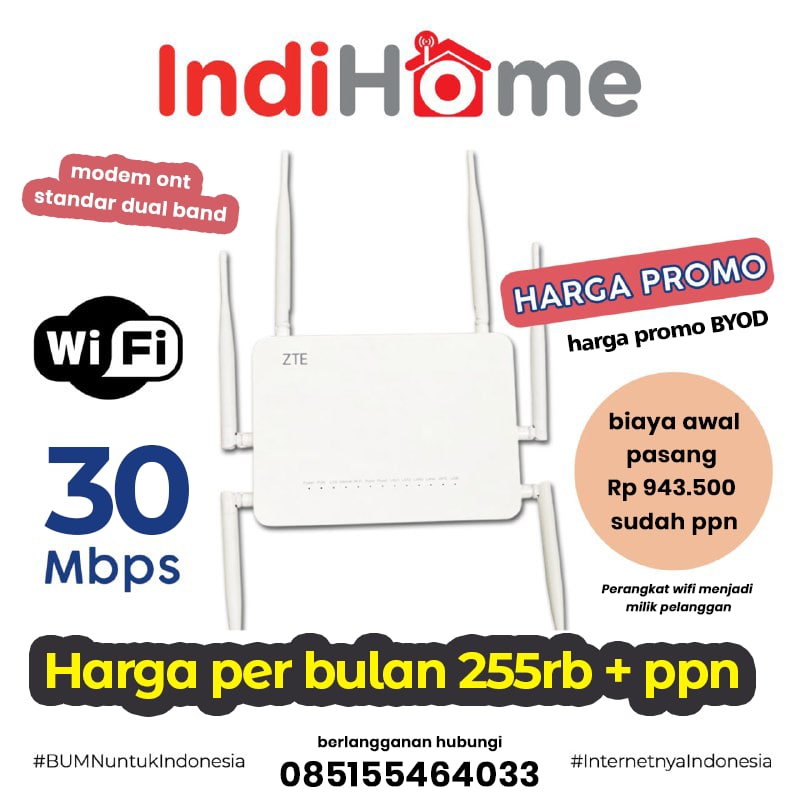 IndiHome
modem ont
standar dual band
HARGA PROMO
harga promo BYOD
WiFi
ZTE
30
Mbps
biaya awal
pasang
Rp 943.500
sudah ppn
Perangkat wifi menjadi
milik pelanggan
Harga per bulan 255rb + ppn
berlangganan hubungi
#BUMNuntukIndonesia
085155464033
#InternetnyaIndonesia